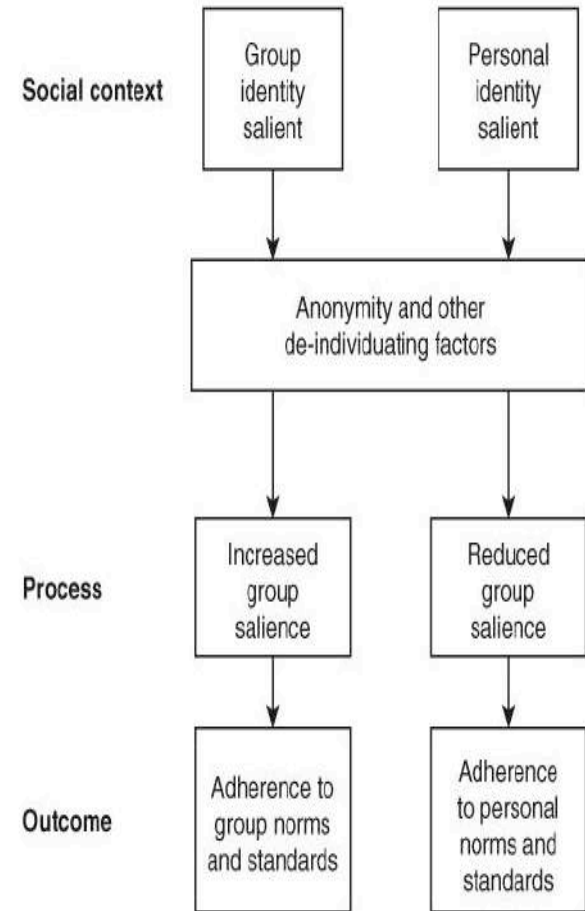 Social context
Group
identity
salient
Personal
identity
salient
Anonymity and other
de-individuating factors
Process
Increased
group
salience
Reduced
group
salience
Outcome
Adherence to
group norms
and standards
Adherence
to personal
norms and
standards